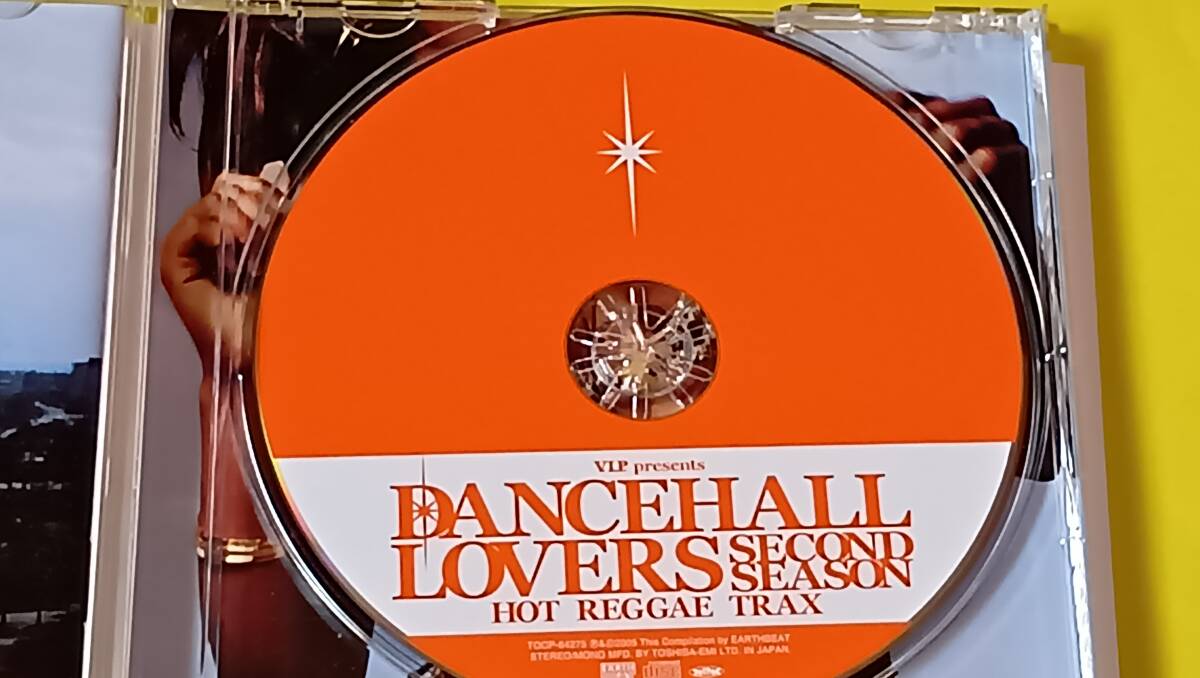 V.I.P presents
DANCEHALL
LOVERS SECOND SEASON
HOT REGGAE TRAX
TOCP-64275 ℗&©2005 This Compilation by EARTHBEAT
STEREO/MONO MFD. BY TOSHIBA-EMI LTD. IN JAPAN.